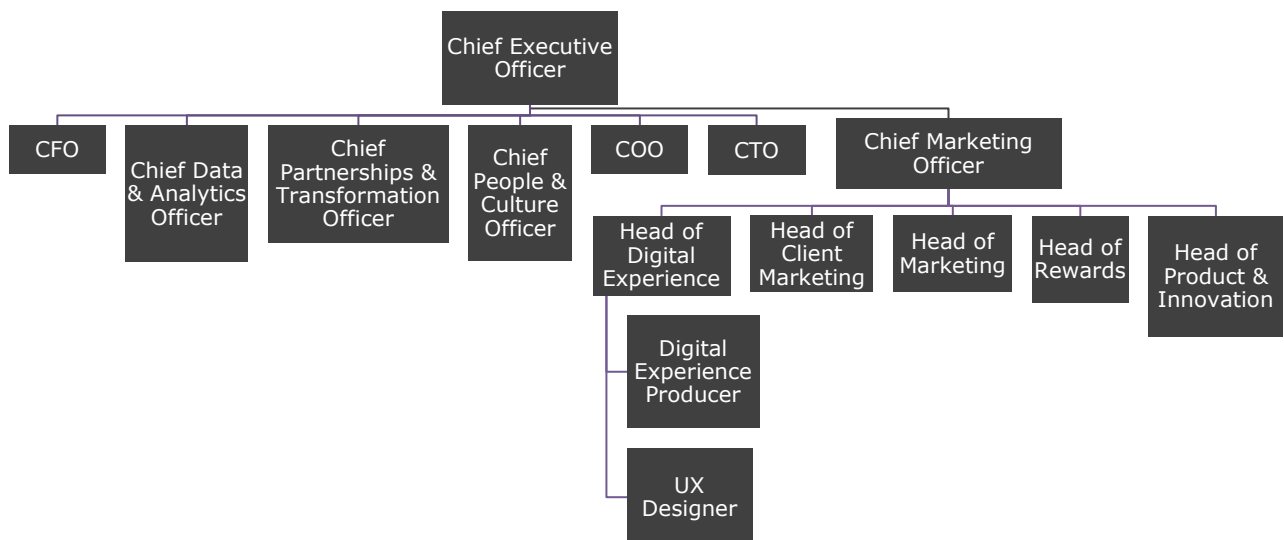 Chief Executive
Officer
CFO
Chief Data
& Analytics
Officer
Chief
Partnerships &
Transformation
Officer
Chief
People &
Culture
Officer
COO
CTO
Chief Marketing
Officer
Head of
Digital
Experience
Head of
Client
Marketing
Head of
Marketing
Head of
Rewards
Head of
Product &
Innovation
Digital
Experience
Producer
UX
Designer